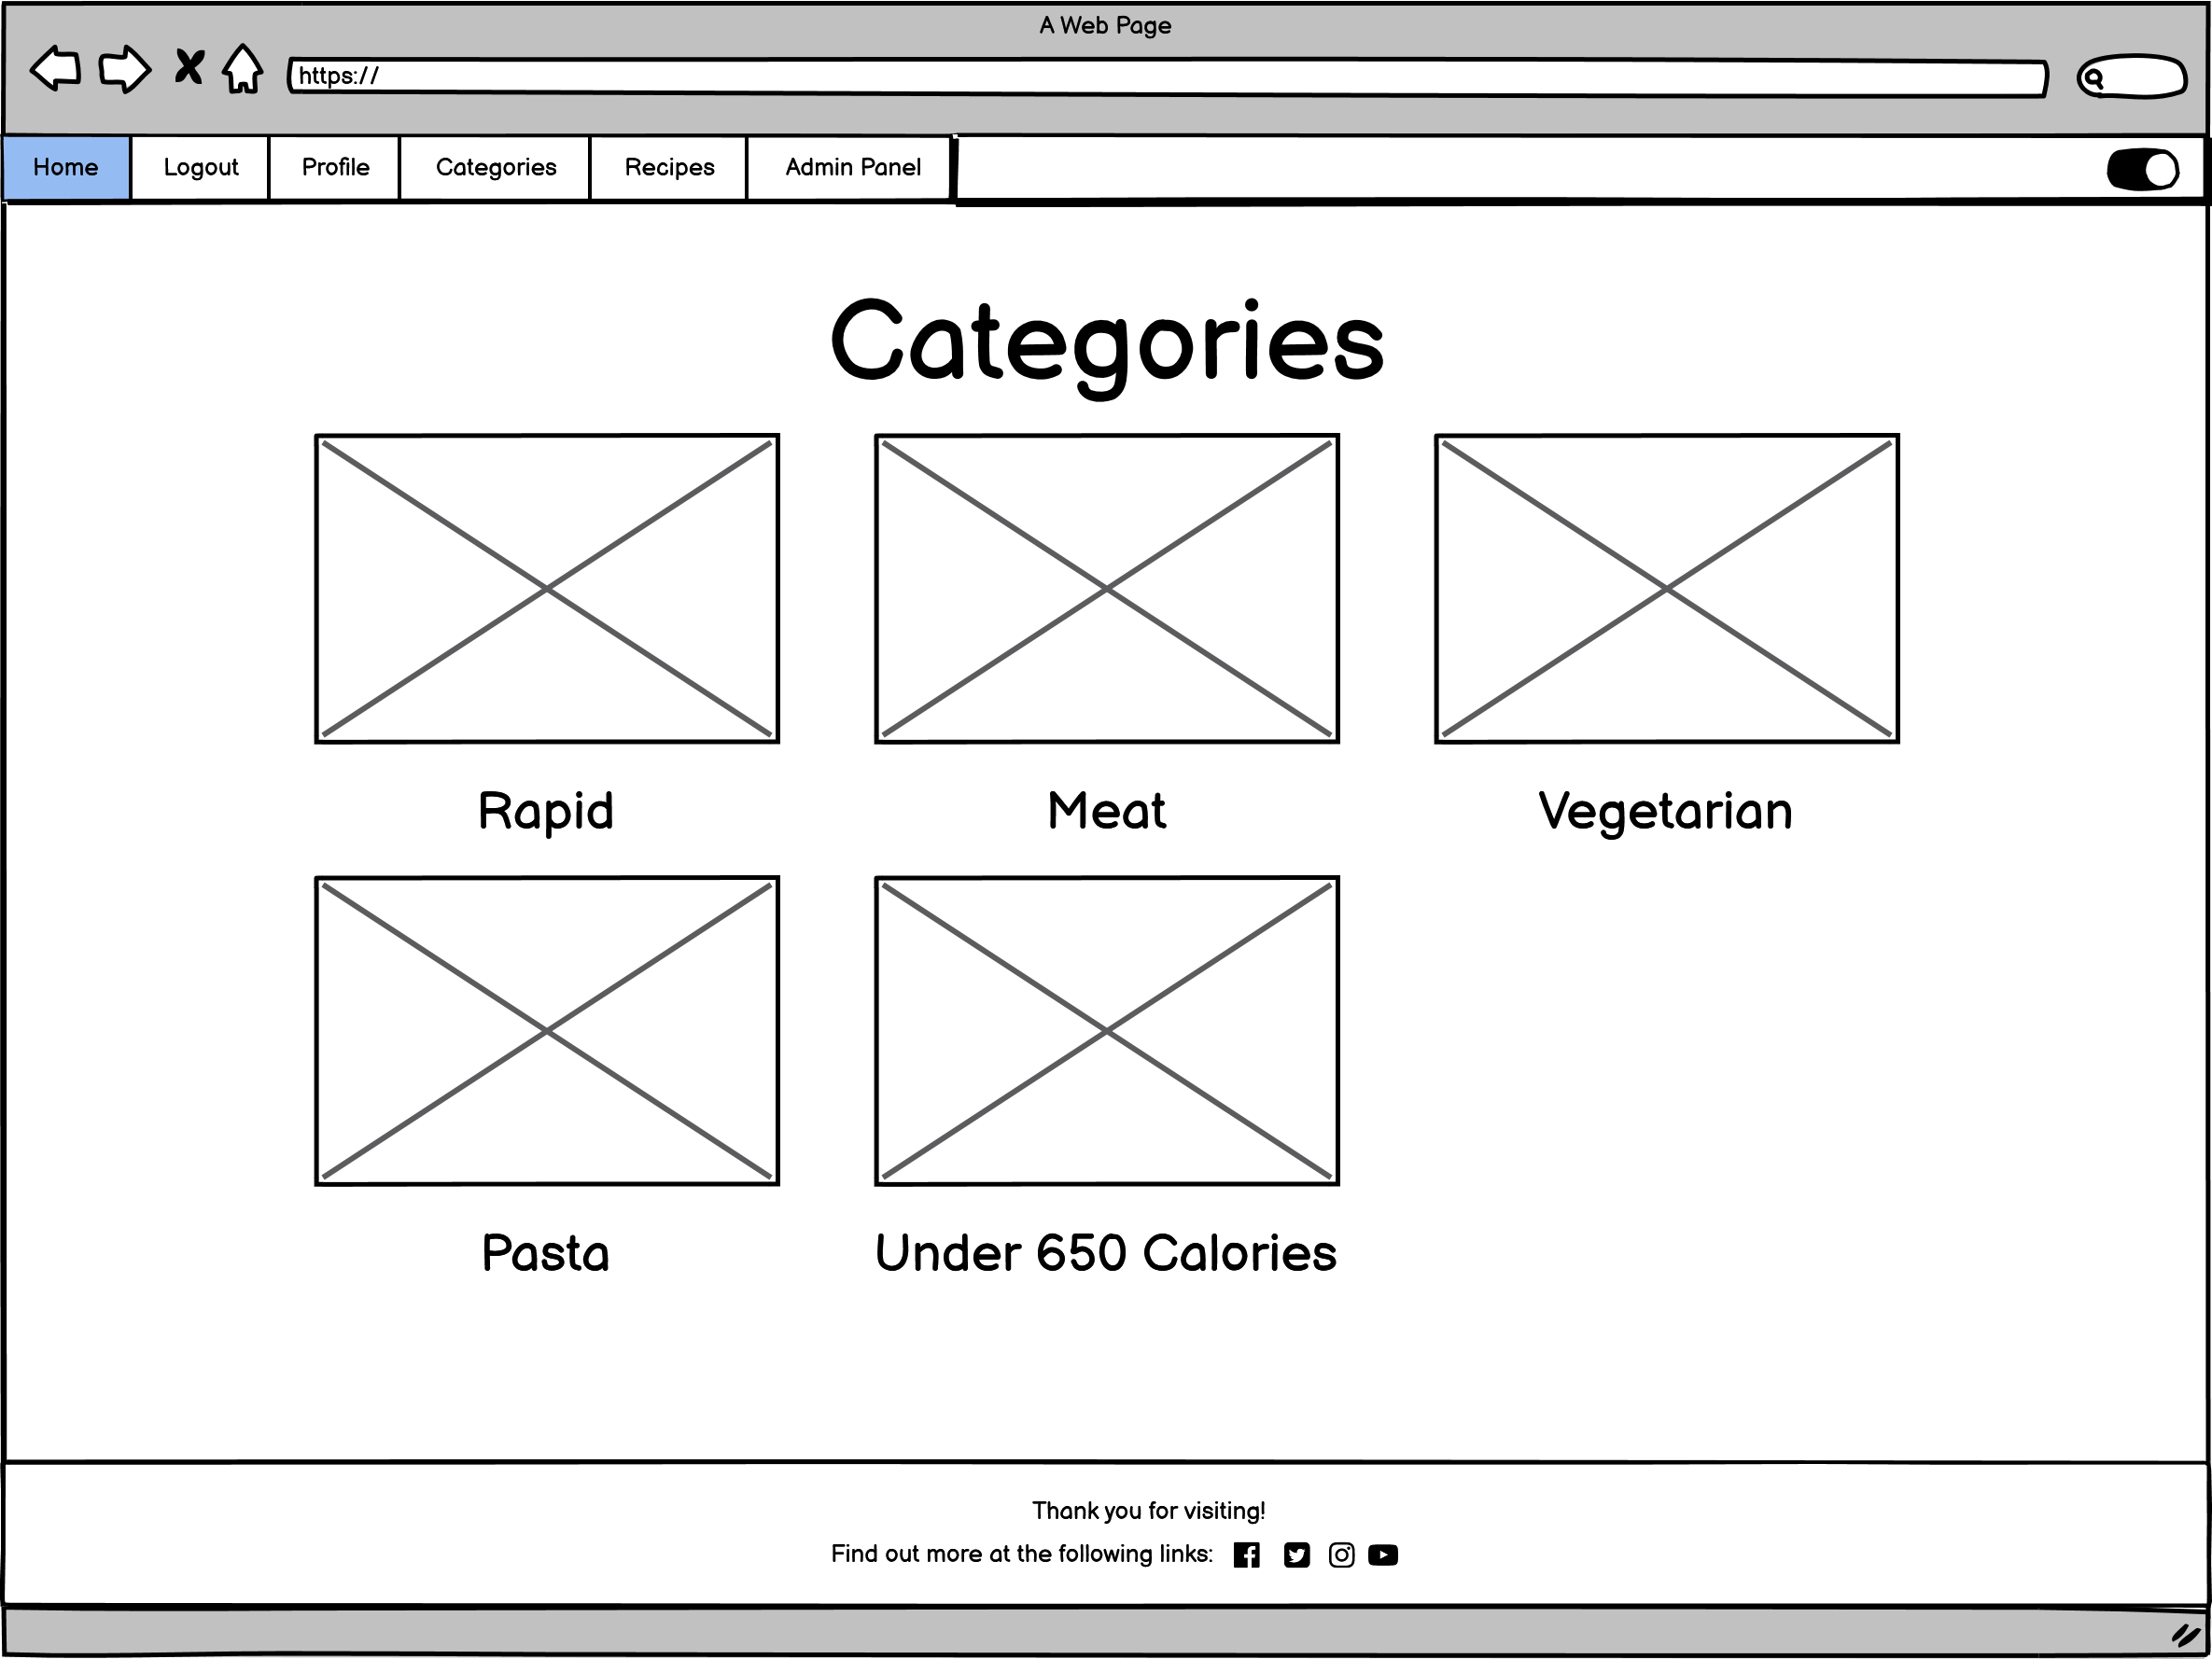 A Web Page
https://
Home Logout Profile Categories Recipes Admin Panel
Categories
Rapid Meat Vegetarian
Pasta Under 650 Calories
Thank you for visiting!
Find out more at the following links: